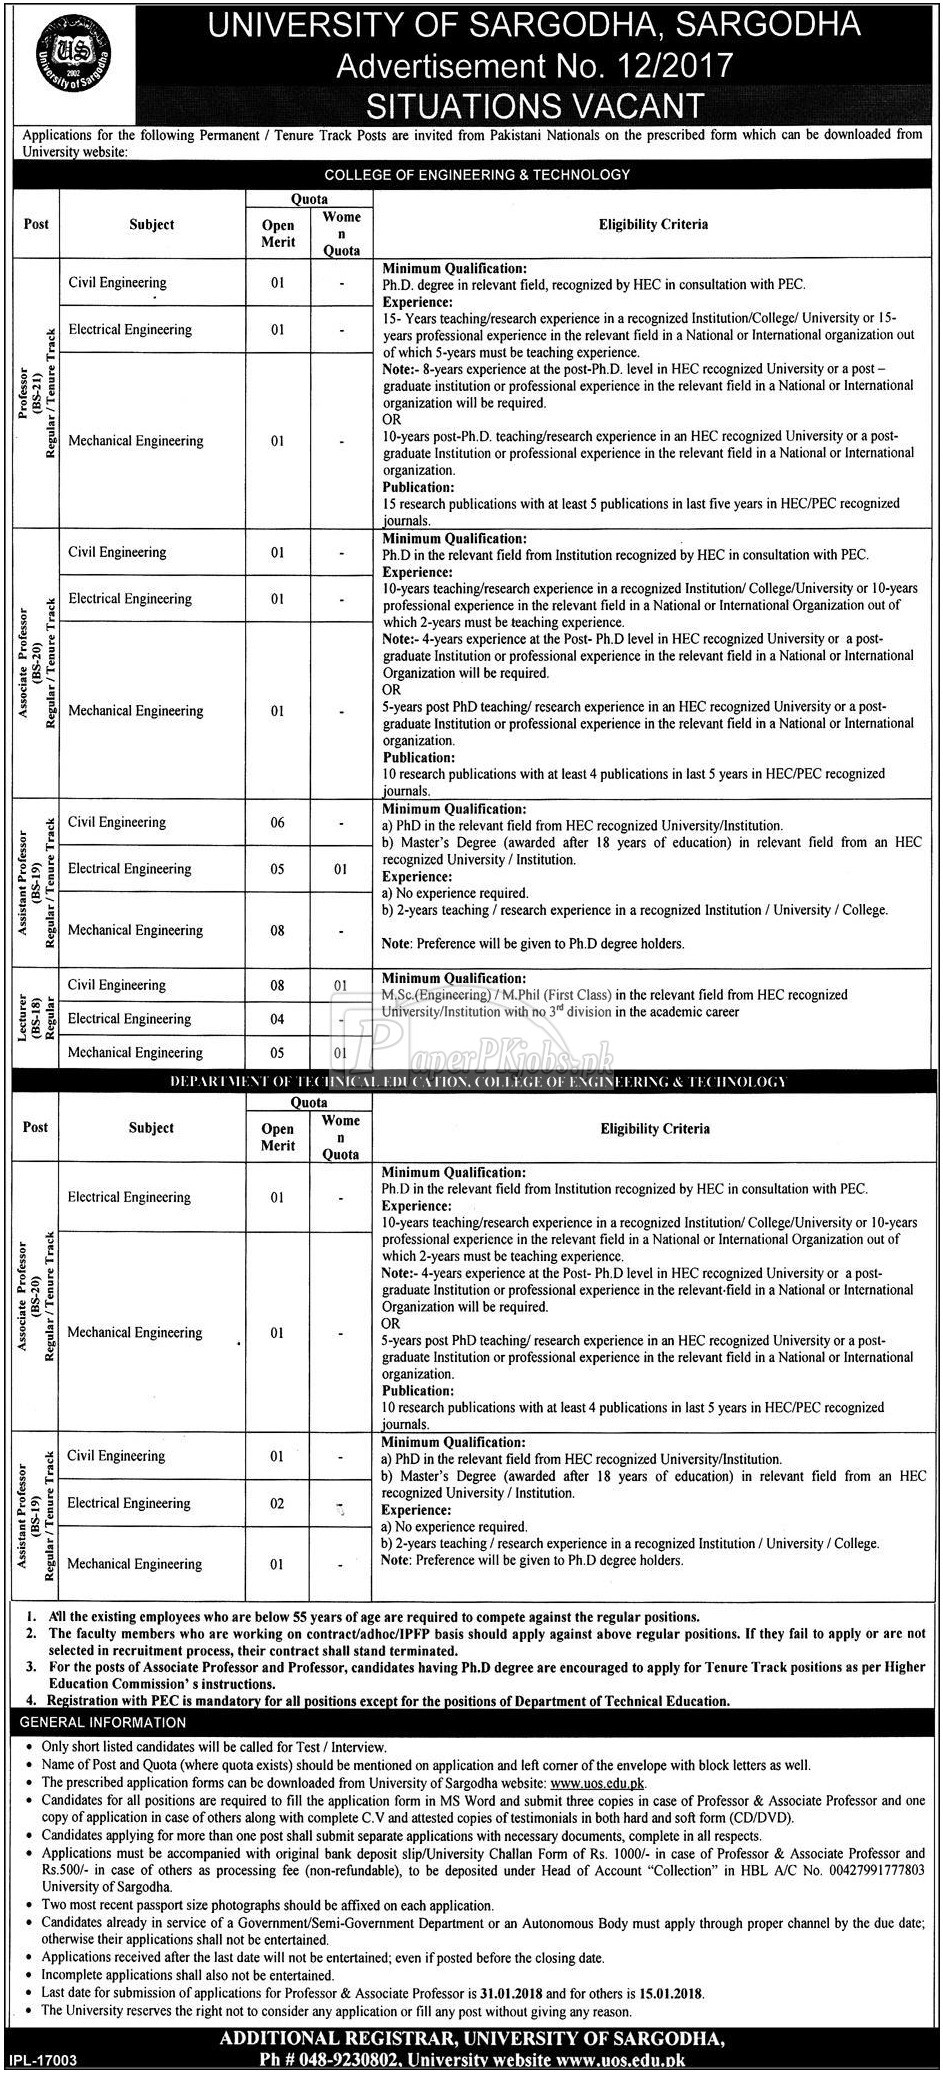 UNIVERSITY OF SARGODHA, SARGODHA
Advertisement No. 12/2017
SITUATIONS VACANT
US
2002
University of Sargodha
Applications for the following Permanent / Tenure Track Posts are invited from Pakistani Nationals on the prescribed form which can be downloaded from
University website:
COLLEGE OF ENGINEERING & TECHNOLOGY
Post
Subject
Quota
Open
Merit
Wome
n
Quota
Eligibility Criteria
Professor
(BS-21)
Regular / Tenure Track
Civil Engineering 01 -
Electrical Engineering 01 -
Mechanical Engineering 01 -
Minimum Qualification:
Ph.D. degree in relevant field, recognized by HEC in consultation with PEC.
Experience:
15- Years teaching/research experience in a recognized Institution/College/ University or 15-
years professional experience in the relevant field in a National or International organization out
of which 5-years must be teaching experience.
Note:- 8-years experience at the post-Ph.D. level in HEC recognized University or a post –
graduate institution or professional experience in the relevant field in a National or International
organization will be required.
OR
10-years post-Ph.D. teaching/research experience in an HEC recognized University or a post-
graduate Institution or professional experience in the relevant field in a National or International
organization.
Publication:
15 research publications with at least 5 publications in last five years in HEC/PEC recognized
journals.
Associate Professor
(BS-20)
Regular / Tenure Track
Civil Engineering 01 -
Electrical Engineering 01 -
Mechanical Engineering 01 -
Minimum Qualification:
Ph.D in the relevant field from Institution recognized by HEC in consultation with PEC.
Experience:
10-years teaching/research experience in a recognized Institution/ College/University or 10-years
professional experience in the relevant field in a National or International Organization out of
which 2-years must be teaching experience.
Note:- 4-years experience at the Post- Ph.D level in HEC recognized University or a post-
graduate Institution or professional experience in the relevant field in a National or International
Organization will be required.
OR
5-years post PhD teaching/ research experience in an HEC recognized University or a post-
graduate Institution or professional experience in the relevant field in a National or International
organization.
Publication:
10 research publications with at least 4 publications in last 5 years in HEC/PEC recognized
journals.
Assistant Professor
(BS-19)
Regular / Tenure Track
Civil Engineering 06 -
Electrical Engineering 05 01
Mechanical Engineering 08 -
Minimum Qualification:
a) PhD in the relevant field from HEC recognized University/Institution.
b) Master's Degree (awarded after 18 years of education) in relevant field from an HEC
recognized University / Institution.
Experience:
a) No experience required.
b) 2-years teaching / research experience in a recognized Institution / University / College.
Note: Preference will be given to Ph.D degree holders.
Lecturer
(BS-18)
Regular
Civil Engineering 08 01
Electrical Engineering 04 -
Mechanical Engineering 05 01
Minimum Qualification:
M.Sc.(Engineering) / M.Phil (First Class) in the relevant field from HEC recognized
University/Institution with no 3rd division in the academic career
PaperPKjobs.pk
DEPARTMENT OF TECHNICAL EDUCATION, COLLEGE OF ENGINEERING & TECHNOLOGY
Post
Subject
Quota
Open
Merit
Wome
n
Quota
Eligibility Criteria
Associate Professor
(BS-20)
Regular / Tenure Track
Electrical Engineering 01 -
Mechanical Engineering 01 -
Minimum Qualification:
Ph.D in the relevant field from Institution recognized by HEC in consultation with PEC.
Experience:
10-years teaching/research experience in a recognized Institution/ College/University or 10-years
professional experience in the relevant field in a National or International Organization out of
which 2-years must be teaching experience.
Note:- 4-years experience at the Post- Ph.D level in HEC recognized University or a post-
graduate Institution or professional experience in the relevant field in a National or International
Organization will be required.
OR
5-years post PhD teaching/ research experience in an HEC recognized University or a post-
graduate Institution or professional experience in the relevant field in a National or International
organization.
Publication:
10 research publications with at least 4 publications in last 5 years in HEC/PEC recognized
journals.
Assistant Professor
(BS-19)
Regular / Tenure Track
Civil Engineering 01 -
Electrical Engineering 02 -
Mechanical Engineering 01 -
Minimum Qualification:
a) PhD in the relevant field from HEC recognized University/Institution.
b) Master's Degree (awarded after 18 years of education) in relevant field from an HEC
recognized University / Institution.
Experience:
a) No experience required.
b) 2-years teaching / research experience in a recognized Institution / University / College.
Note: Preference will be given to Ph.D degree holders.
1. All the existing employees who are below 55 years of age are required to compete against the regular positions.
2. The faculty members who are working on contract/adhoc/IPFP basis should apply against above regular positions. If they fail to apply or are not
selected in recruitment process, their contract shall stand terminated.
3. For the posts of Associate Professor and Professor, candidates having Ph.D degree are encouraged to apply for Tenure Track positions as per Higher
Education Commission' s instructions.
4. Registration with PEC is mandatory for all positions except for the positions of Department of Technical Education.
GENERAL INFORMATION
• Only short listed candidates will be called for Test / Interview.
• Name of Post and Quota (where quota exists) should be mentioned on application and left corner of the envelope with block letters as well.
• The prescribed application forms can be downloaded from University of Sargodha website: www.uos.edu.pk.
• Candidates for all positions are required to fill the application form in MS Word and submit three copies in case of Professor & Associate Professor and one
copy of application in case of others along with complete C.V and attested copies of testimonials in both hard and soft form (CD/DVD).
• Candidates applying for more than one post shall submit separate applications with necessary documents, complete in all respects.
• Applications must be accompanied with original bank deposit slip/University Challan Form of Rs. 1000/- in case of Professor & Associate Professor and
Rs.500/- in case of others as processing fee (non-refundable), to be deposited under Head of Account "Collection" in HBL A/C No. 00427991777803
University of Sargodha.
• Two most recent passport size photographs should be affixed on each application.
• Candidates already in service of a Government/Semi-Government Department or an Autonomous Body must apply through proper channel by the due date;
otherwise their applications shall not be entertained.
• Applications received after the last date will not be entertained; even if posted before the closing date.
• Incomplete applications shall also not be entertained.
• Last date for submission of applications for Professor & Associate Professor is 31.01.2018 and for others is 15.01.2018.
• The University reserves the right not to consider any application or fill any post without giving any reason.
ADDITIONAL REGISTRAR, UNIVERSITY OF SARGODHA,
IPL-17003
Ph # 048-9230802, University website www.uos.edu.pk